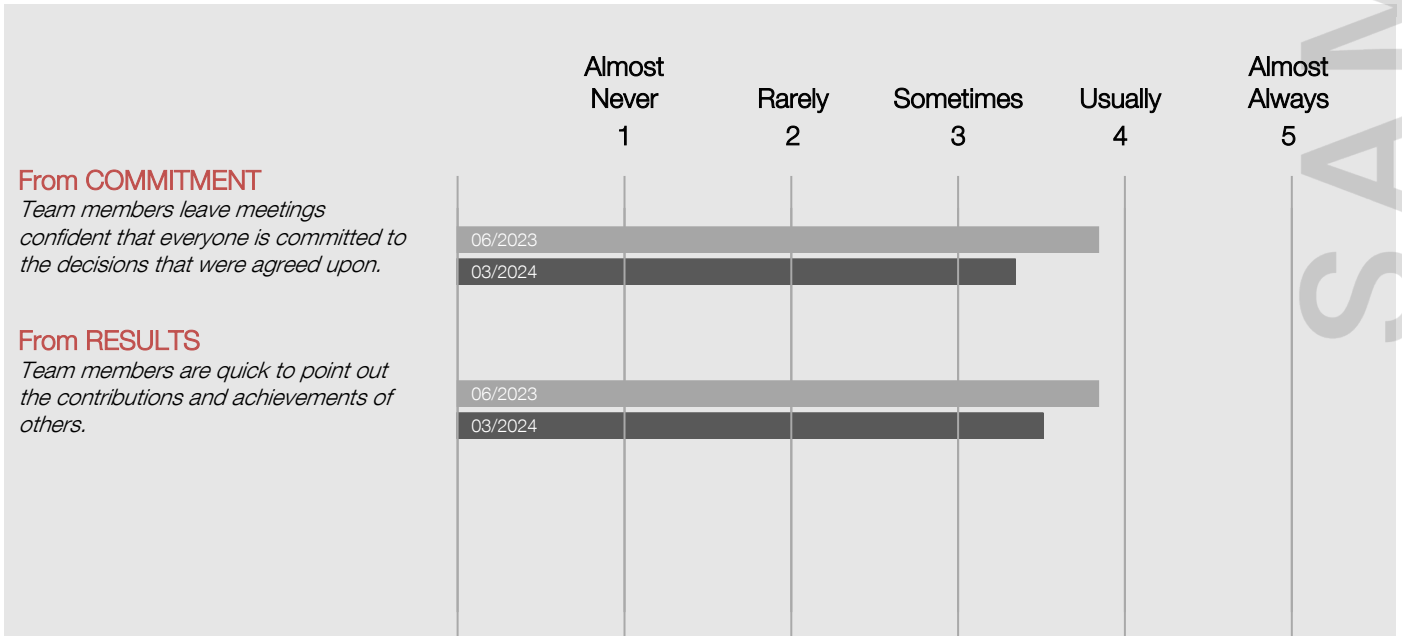 Almost
Never
Rarely
Sometimes
Usually
Almost
Always
1
2
3
4
5
From COMMITMENT
Team members leave meetings
confident that everyone is committed to
the decisions that were agreed upon.
06/2023
03/2024
From RESULTS
Team members are quick to point out
the contributions and achievements of
others.
06/2023
03/2024
SA